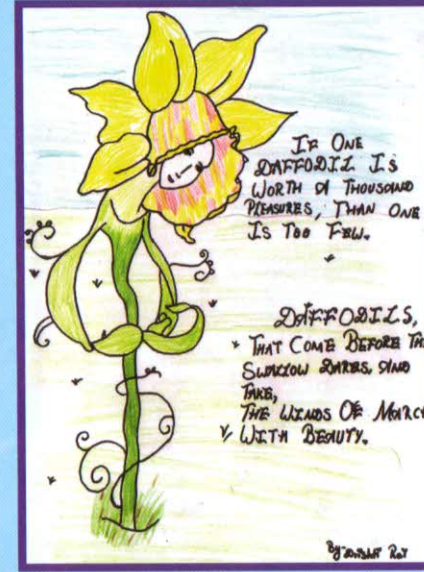 IF ONE
DAFFODIL IS
WORTH A THOUSAND
PLEASURES, THAN ONE
IS TOO FEW.
DAFFODILS,
THAT COME BEFORE THE
SWALLOW DARES, AND
TAKE,
THE WINDS OF MARCH
WITH BEAUTY.
By